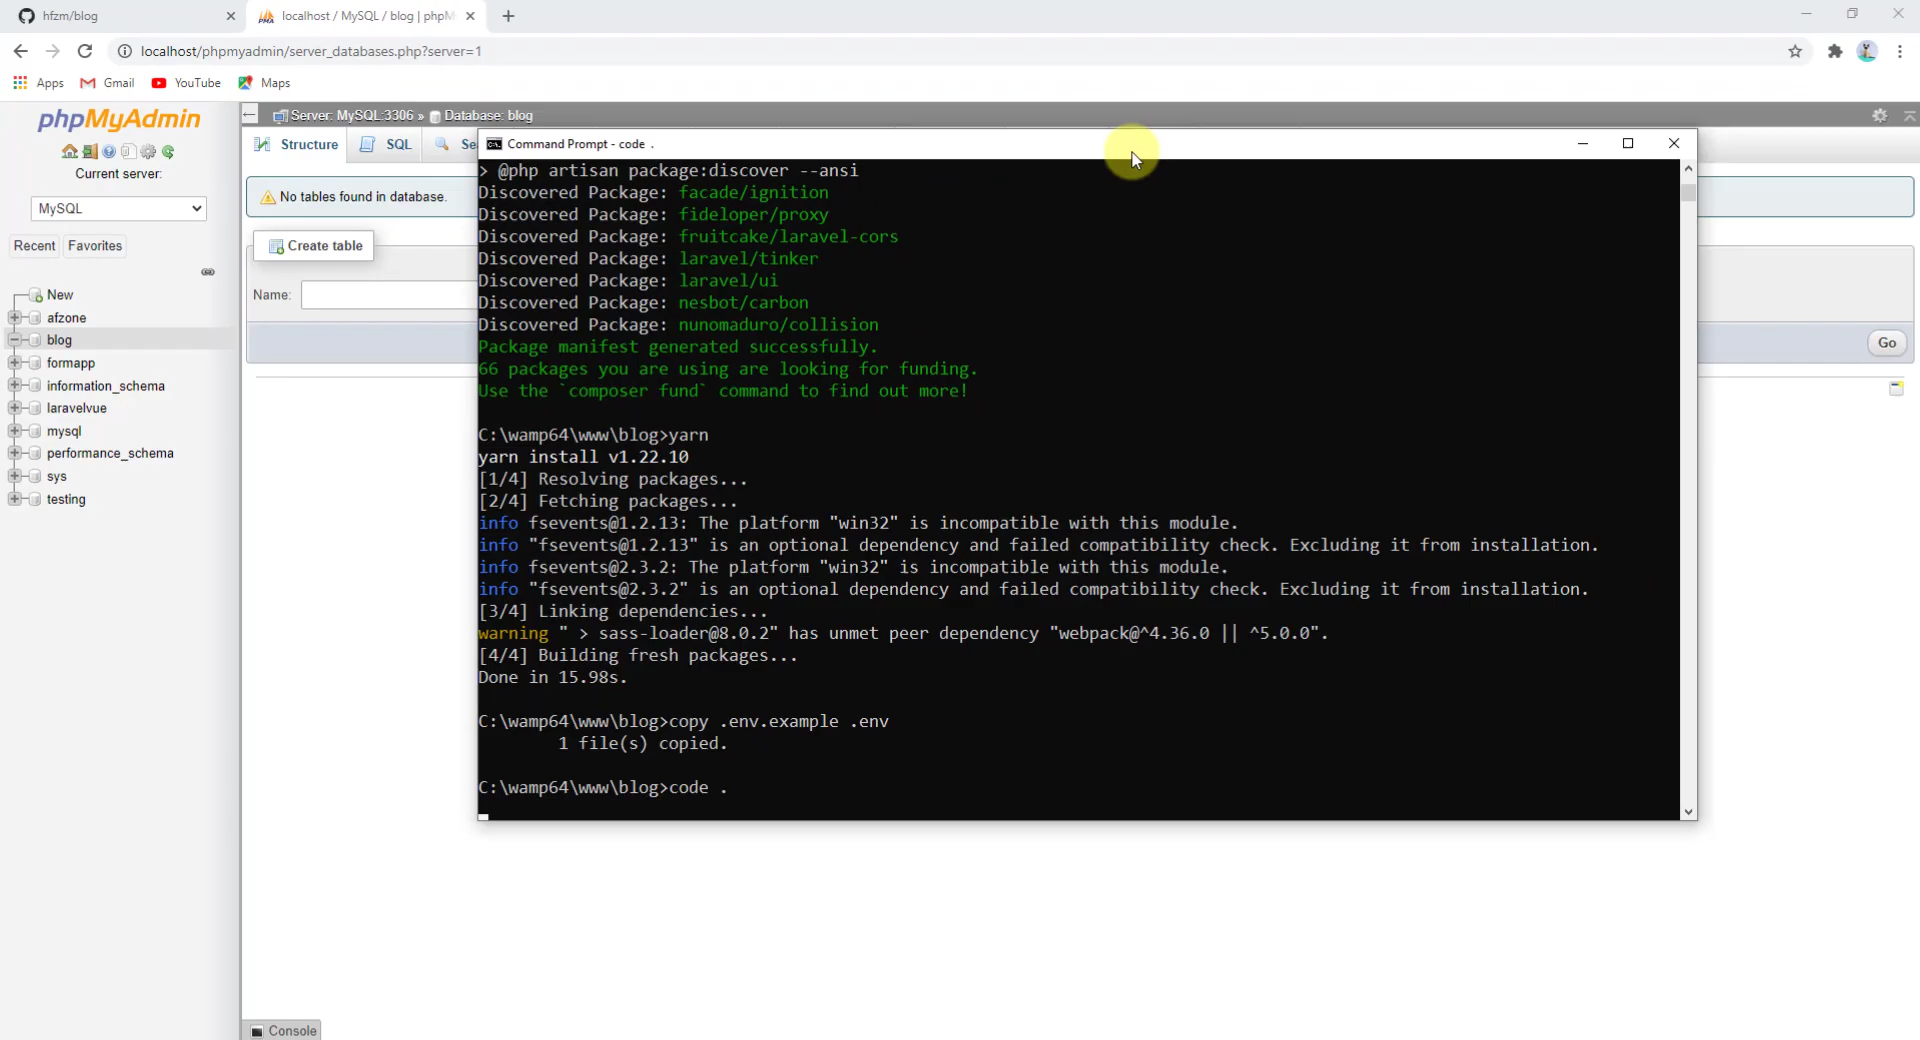 hfzm/blog
localhost / MySQL / blog | phpM
localhost/phpmyadmin/server_databases.php?server=1
Apps
Gmail
YouTube
Maps
phpMyAdmin
Current server:
MySQL
Recent
Favorites
New
afzone
blog
formapp
information_schema
laravelvue
mysql
performance_schema
sys
testing
Server: MySQL:3306 » Database: blog
Structure
SQL
Sea
No tables found in database.
Create table
Name:
Go
Console
Command Prompt - code .
> @php artisan package:discover --ansi
Discovered Package: facade/ignition
Discovered Package: fideloper/proxy
Discovered Package: fruitcake/laravel-cors
Discovered Package: laravel/tinker
Discovered Package: laravel/ui
Discovered Package: nesbot/carbon
Discovered Package: nunomaduro/collision
Package manifest generated successfully.
66 packages you are using are looking for funding.
Use the `composer fund` command to find out more!
C:\wamp64\www\blog>yarn
yarn install v1.22.10
[1/4] Resolving packages...
[2/4] Fetching packages...
info fsevents@1.2.13: The platform "win32" is incompatible with this module.
info "fsevents@1.2.13" is an optional dependency and failed compatibility check. Excluding it from installation.
info fsevents@2.3.2: The platform "win32" is incompatible with this module.
info "fsevents@2.3.2" is an optional dependency and failed compatibility check. Excluding it from installation.
[3/4] Linking dependencies...
warning " > sass-loader@8.0.2" has unmet peer dependency "webpack@^4.36.0 || ^5.0.0".
[4/4] Building fresh packages...
Done in 15.98s.
C:\wamp64\www\blog>copy .env.example .env
1 file(s) copied.
C:\wamp64\www\blog>code .